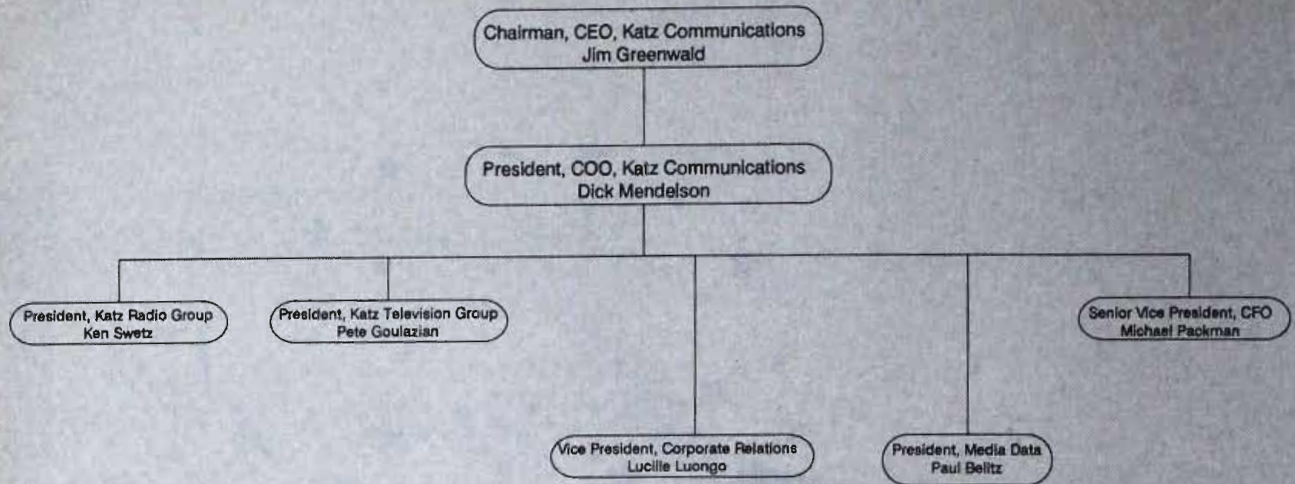 Chairman, CEO, Katz Communications
Jim Greenwald
President, COO, Katz Communications
Dick Mendelson
President, Katz Radio Group
Ken Swetz
President, Katz Television Group
Pete Goulazian
Senior Vice President, CFO
Michael Packman
Vice President, Corporate Relations
Lucille Luongo
President, Media Data
Paul Belitz